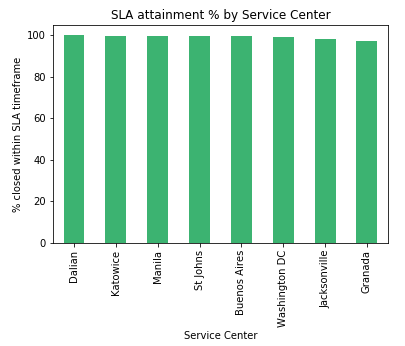 SLA attainment % by Service Center
% closed within SLA timeframe
100
80
60
40
20
0
Dalian
Katowice
Manila
St Johns
Buenos Aires
Washington DC
Jacksonville
Granada
Service Center